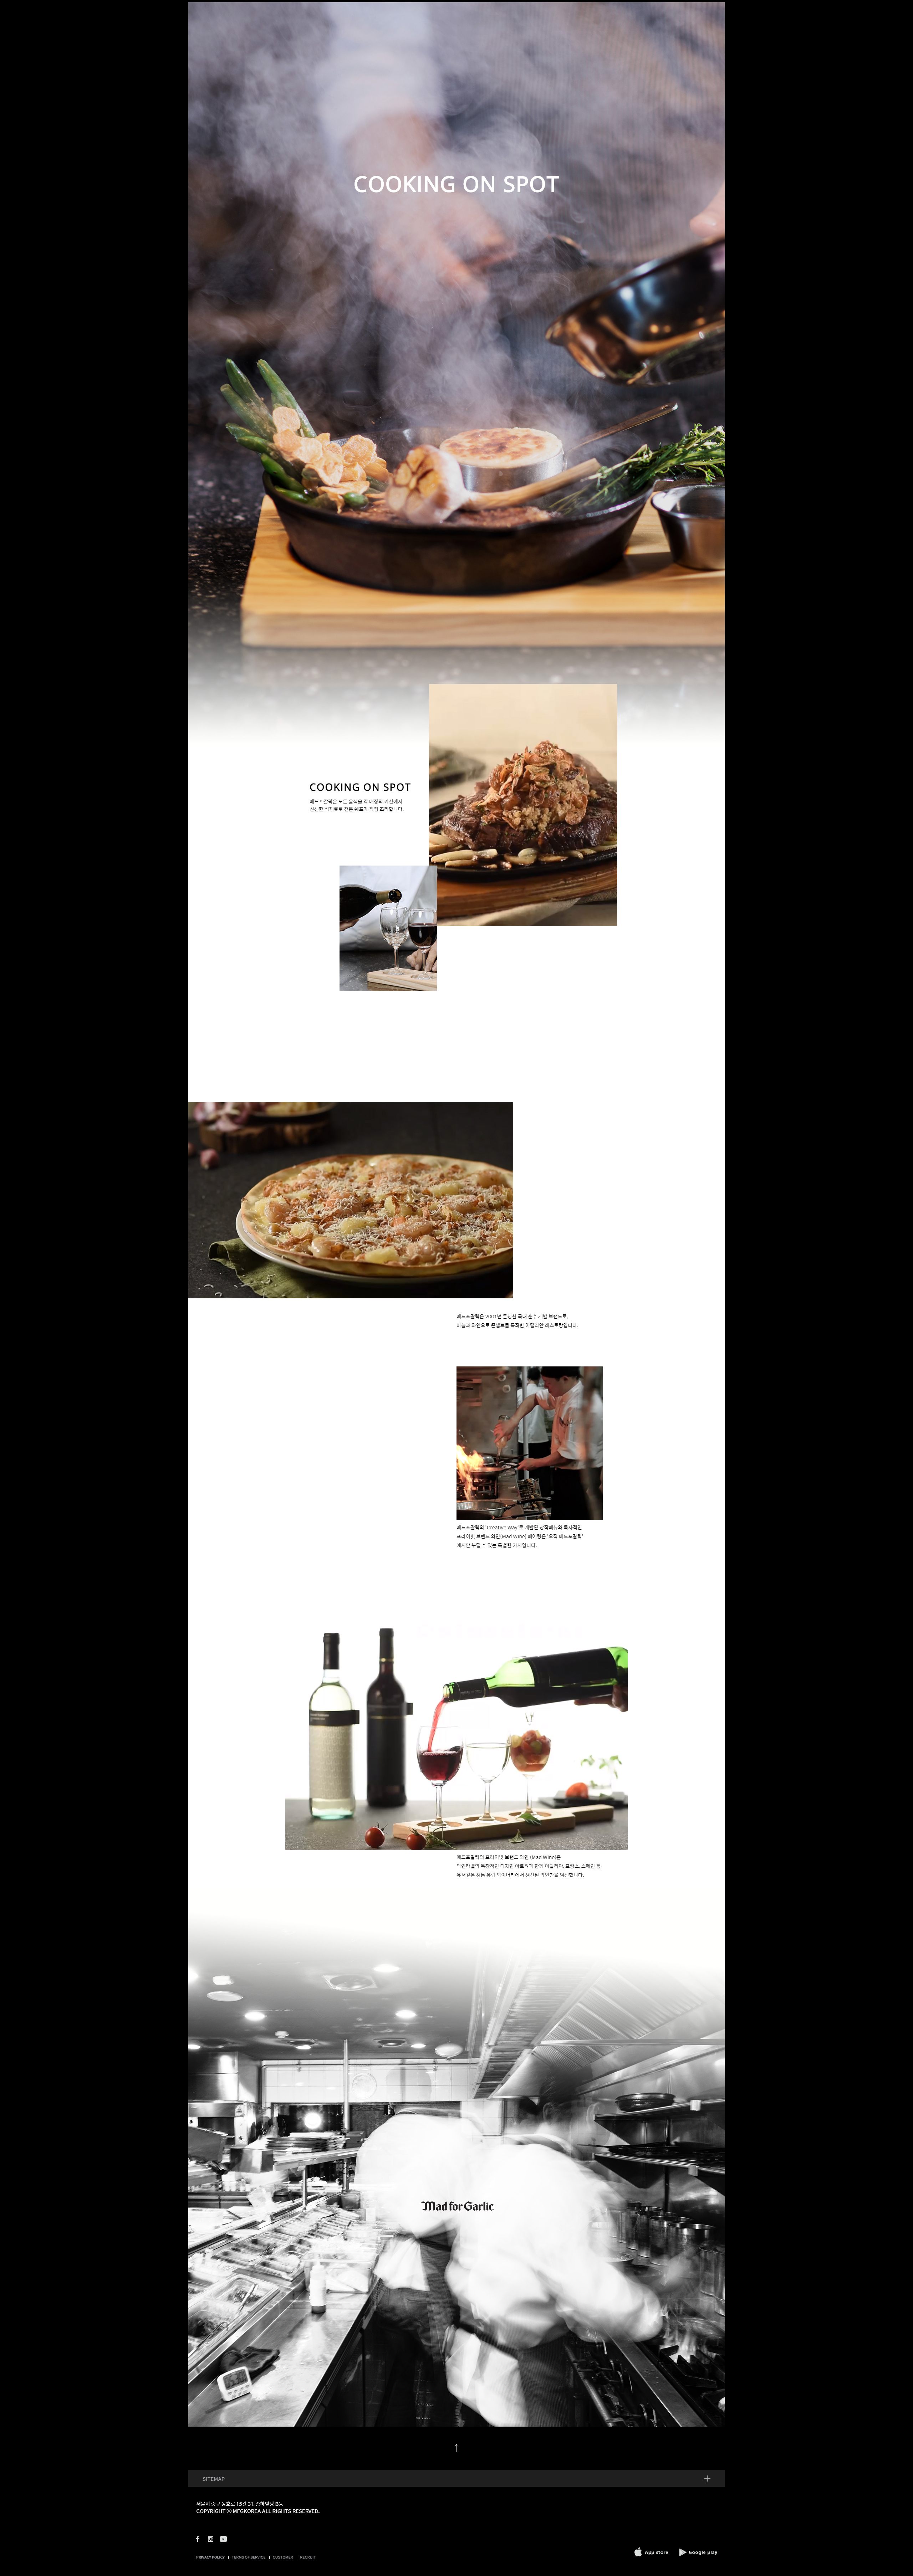 COOKING ON SPOT
COOKING ON SPOT
매드포갈릭은 모든 음식을 각 매장의 키친에서
신선한 식재료로 전문 쉐프가 직접 조리합니다.
매드포갈릭은 2001년 론칭한 국내 순수 개발 브랜드로,
마늘과 와인으로 콘셉트를 특화한 이탈리안 레스토랑입니다.
매드포갈릭의 'Creative Way'로 개발된 창작메뉴와 독자적인
프라이빗 브랜드 와인(Mad Wine) 페어링은 '오직 매드포갈릭'
에서만 누릴 수 있는 특별한 가치입니다.
매드포갈릭의 프라이빗 브랜드 와인 (Mad Wine)은
와인라벨의 독창적인 디자인 아트웍과 함께 이탈리아, 프랑스, 스페인 등
유서깊은 정통 유럽 와이너리에서 생산된 와인만을 엄선합니다.
Mad for Garlic
SITEMAP
서울시 중구 동호로 15길 31, 종하빌딩 B동
COPYRIGHT ⓒ MFGKOREA ALL RIGHTS RESERVED.
PRIVACY POLICY | TERMS OF SERVICE | CUSTOMER | RECRUIT
App store Google play